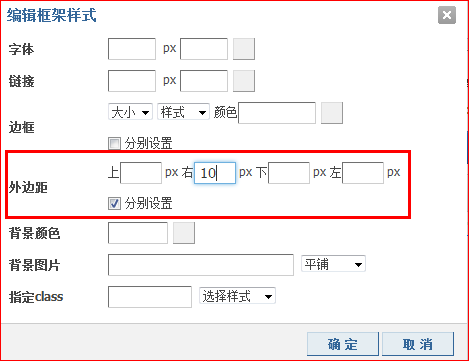 编辑框架样式
字体 px
链接 px
边框 大小 样式 颜色
分别设置
外边距 上 px 右 10 px 下 px 左 px
分别设置
背景颜色
背景图片 平铺
指定class 选择样式
确定 取消